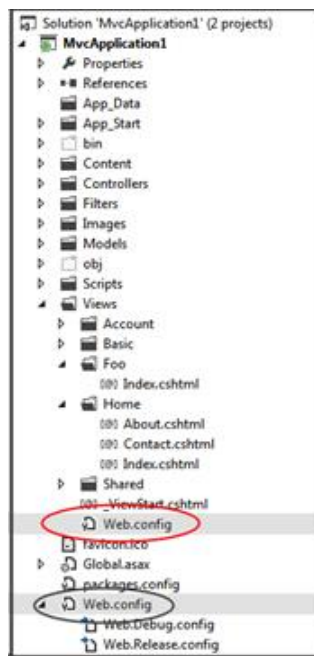 Solution 'MvcApplication1' (2 projects)
MvcApplication1
Properties
References
App_Data
App_Start
bin
Content
Controllers
Filters
Images
Models
obj
Scripts
Views
Account
Basic
Foo
Index.cshtml
Home
About.cshtml
Contact.cshtml
Index.cshtml
Shared
_ViewStart.cshtml
Web.config
favicon.ico
Global.asax
packages.config
Web.config
Web.Debug.config
Web.Release.config